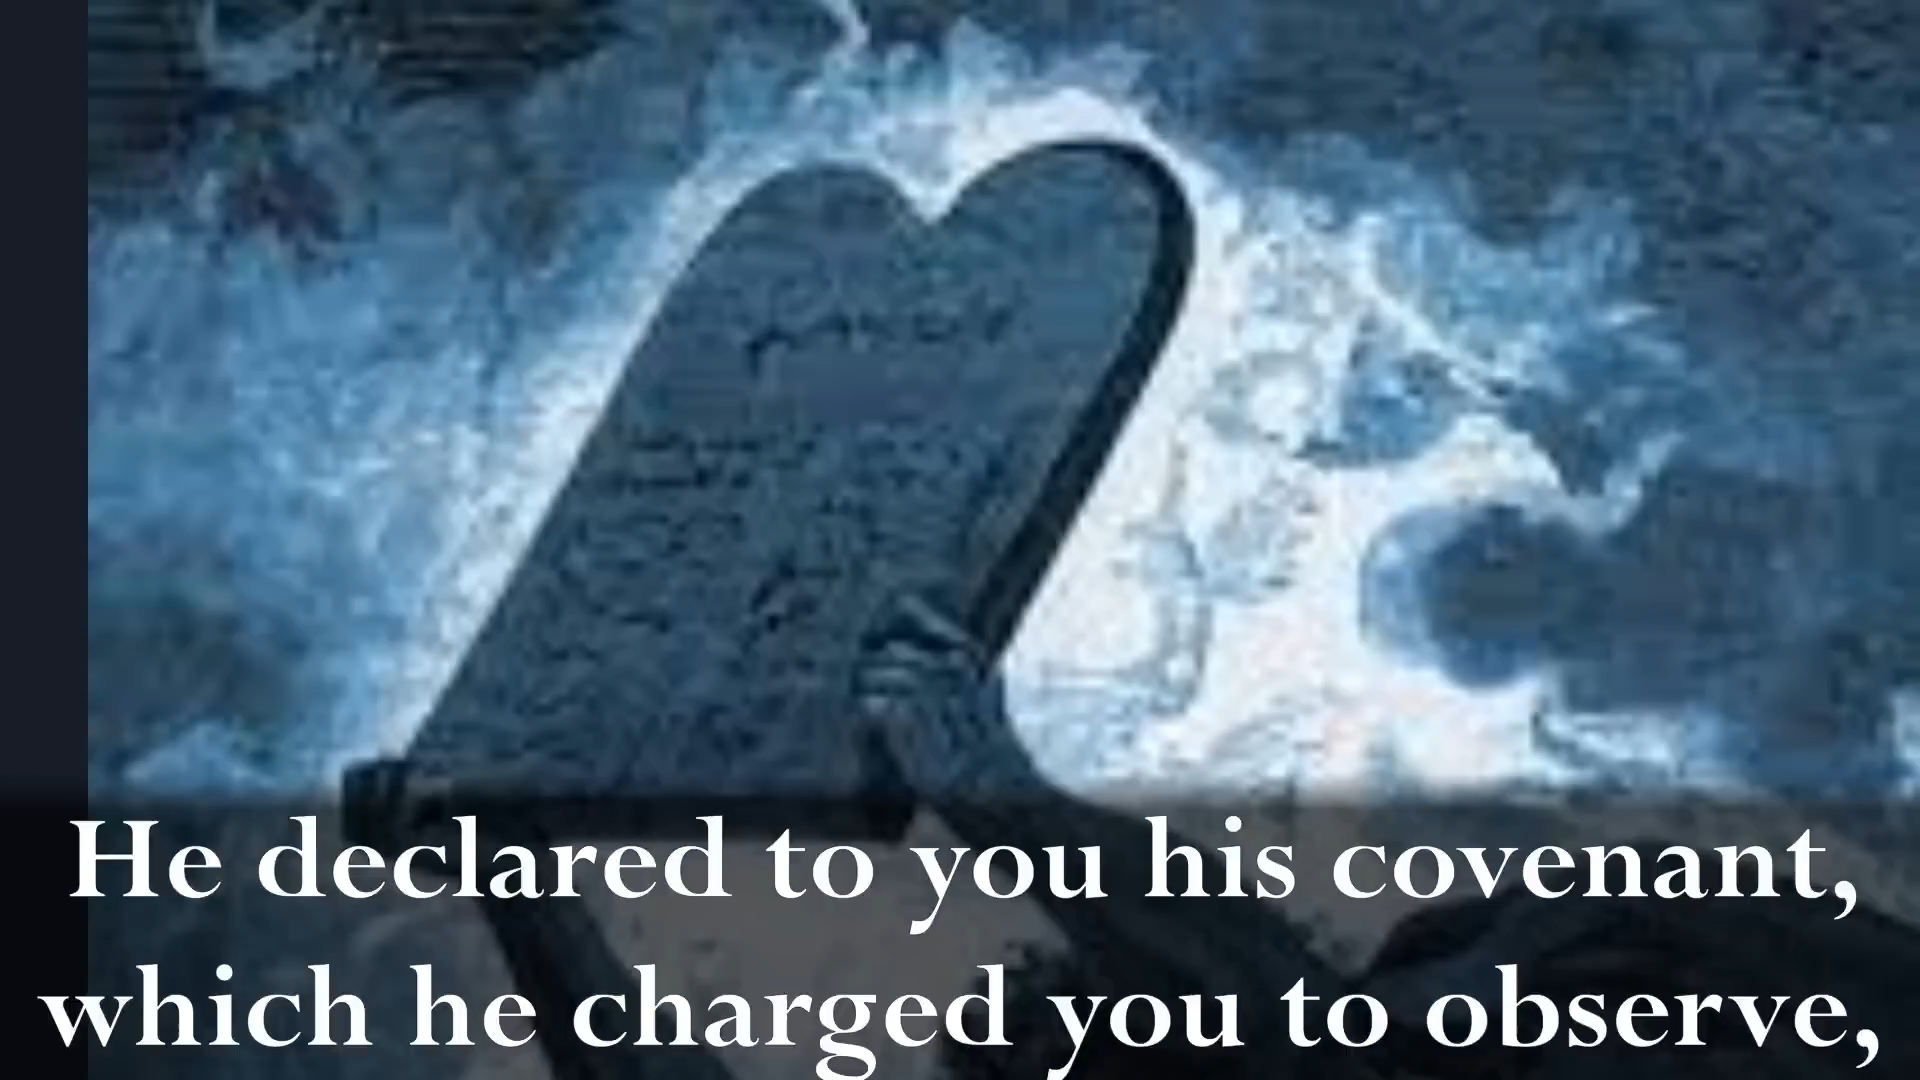 He declared to you his covenant,
which he charged you to observe,